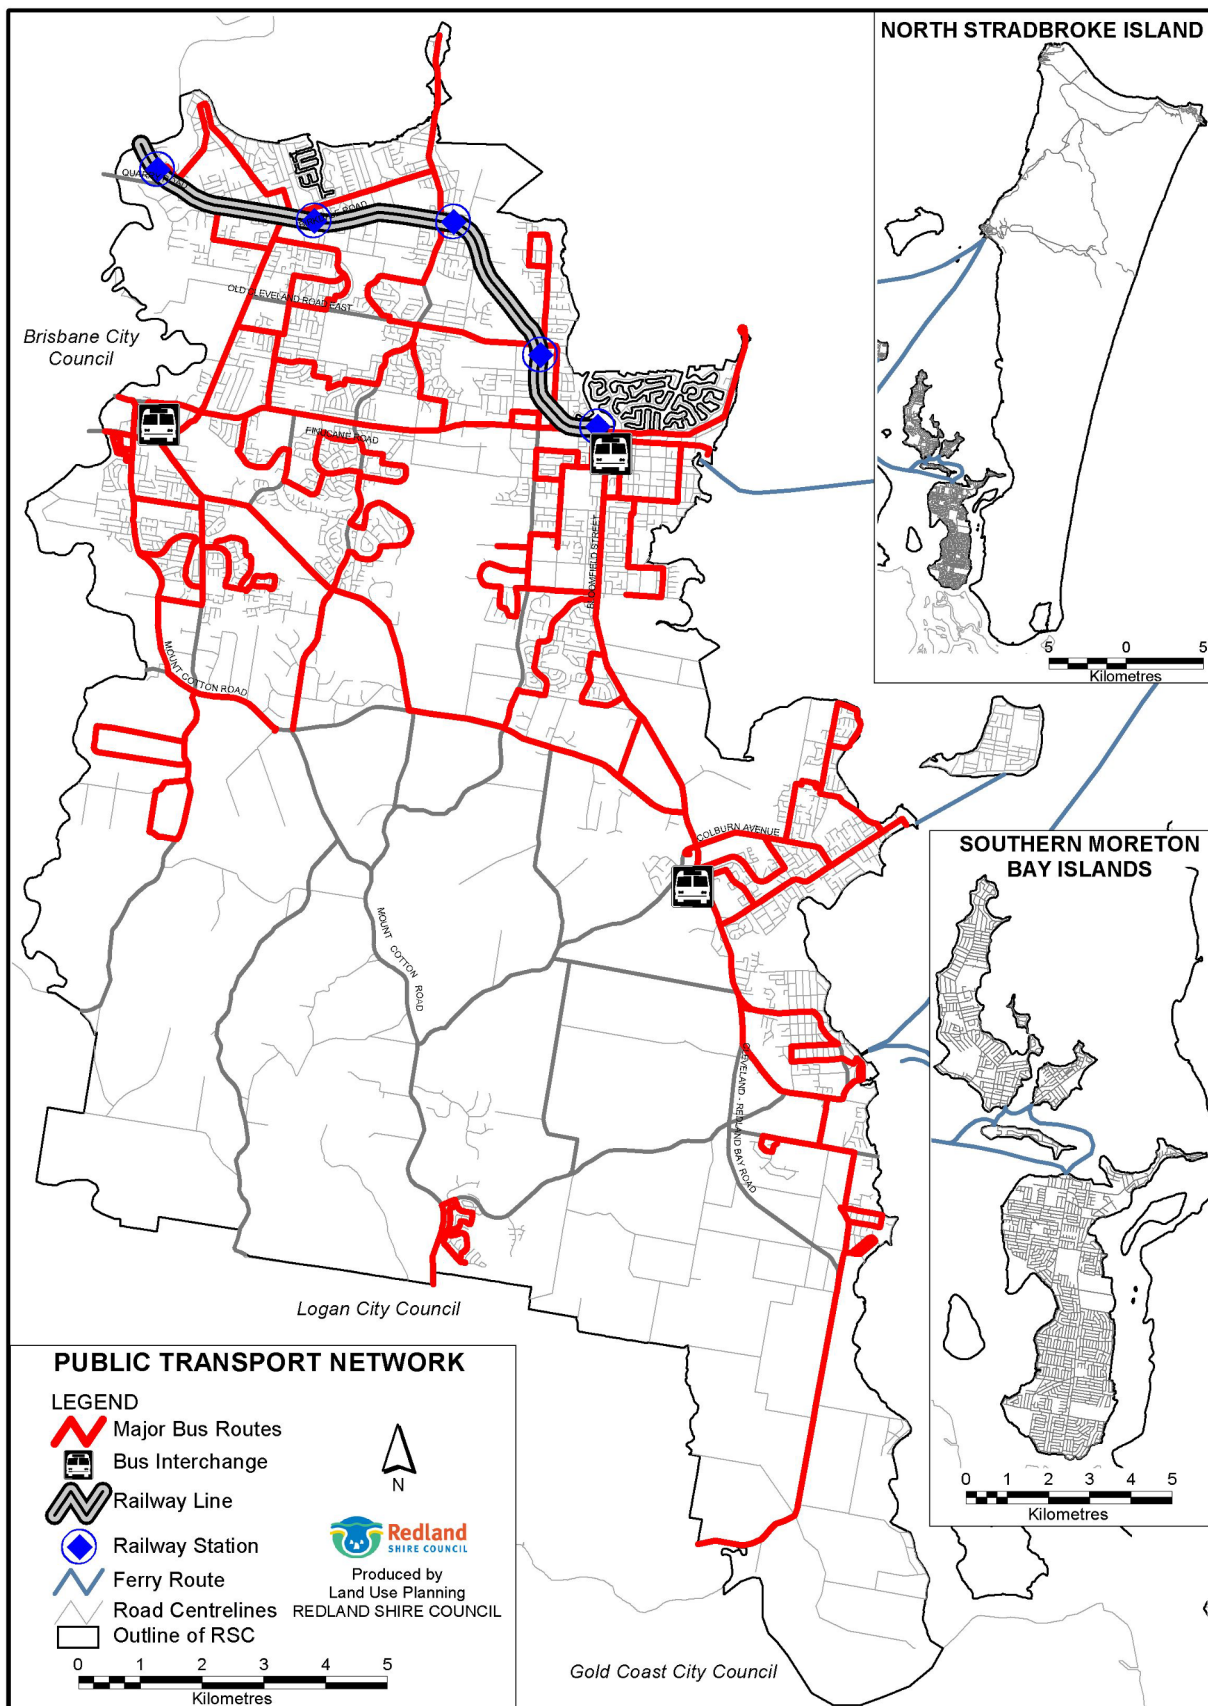 NORTH STRADBROKE ISLAND
5 0 5
Kilometres
OLD CLEVELAND ROAD EAST
Brisbane City
Council
FINUCANE ROAD
BLOOMFIELD STREET
MOUNT COTTON ROAD
COLBURN AVENUE
SOUTHERN MORETON
BAY ISLANDS
0 1 2 3 4 5
Kilometres
MOUNT COTTON ROAD
CLEVELAND - REDLAND BAY ROAD
Logan City Council
PUBLIC TRANSPORT NETWORK
LEGEND
Major Bus Routes
Bus Interchange
Railway Line
Railway Station
Ferry Route
Road Centrelines
Outline of RSC
0 1 2 3 4 5
Kilometres
N
Redland
SHIRE COUNCIL
Produced by
Land Use Planning
REDLAND SHIRE COUNCIL
Gold Coast City Council